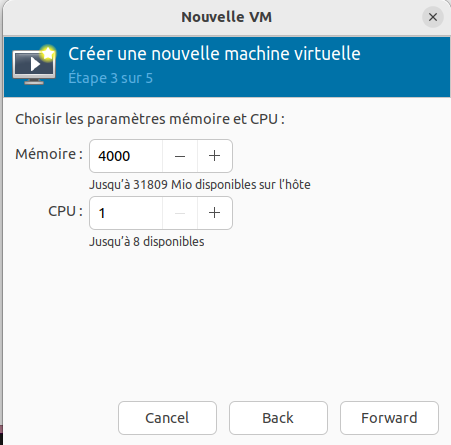 Nouvelle VM
Créer une nouvelle machine virtuelle
Étape 3 sur 5
Choisir les paramètres mémoire et CPU :
Mémoire : 4000
Jusqu’à 31809 Mio disponibles sur l’hôte
CPU : 1
Jusqu’à 8 disponibles
Cancel Back Forward